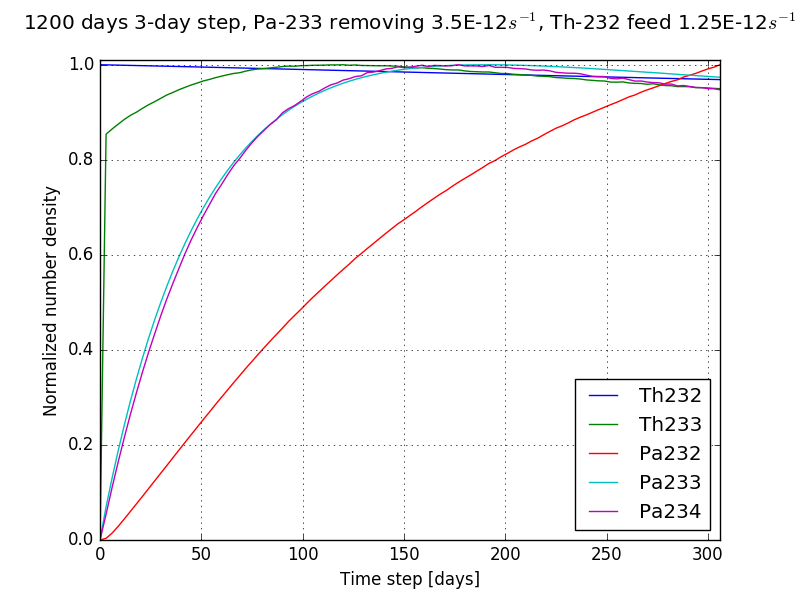 1200 days 3-day step, Pa-233 removing 3.5E-12s⁻¹, Th-232 feed 1.25E-12s⁻¹
1.0
0.8
0.6
0.4
0.2
0.0
Normalized number density
Th232
Th233
Pa232
Pa233
Pa234
0 50 100 150 200 250 300
Time step [days]